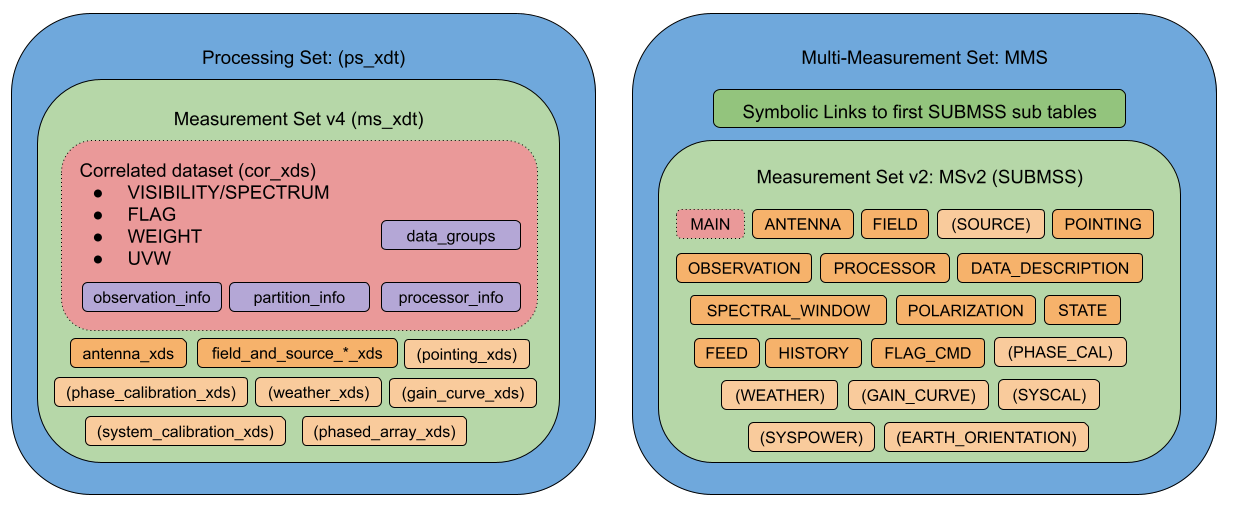 Processing Set: (ps_xdt)
Measurement Set v4 (ms_xdt)
Correlated dataset (cor_xds)
● VISIBILITY/SPECTRUM
● FLAG
● WEIGHT
● UVW
data_groups
observation_info partition_info processor_info
antenna_xds field_and_source_*_xds (pointing_xds)
(phase_calibration_xds) (weather_xds) (gain_curve_xds)
(system_calibration_xds) (phased_array_xds)
Multi-Measurement Set: MMS
Symbolic Links to first SUBMSS sub tables
Measurement Set v2: MSv2 (SUBMSS)
MAIN ANTENNA FIELD (SOURCE) POINTING
OBSERVATION PROCESSOR DATA_DESCRIPTION
SPECTRAL_WINDOW POLARIZATION STATE
FEED HISTORY FLAG_CMD (PHASE_CAL)
(WEATHER) (GAIN_CURVE) (SYSCAL)
(SYSPOWER) (EARTH_ORIENTATION)